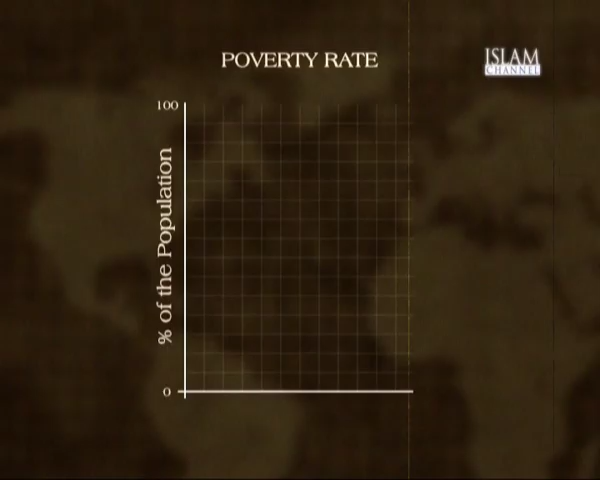 POVERTY RATE
ISLAM
CHANNEL
100
% of the Population
0